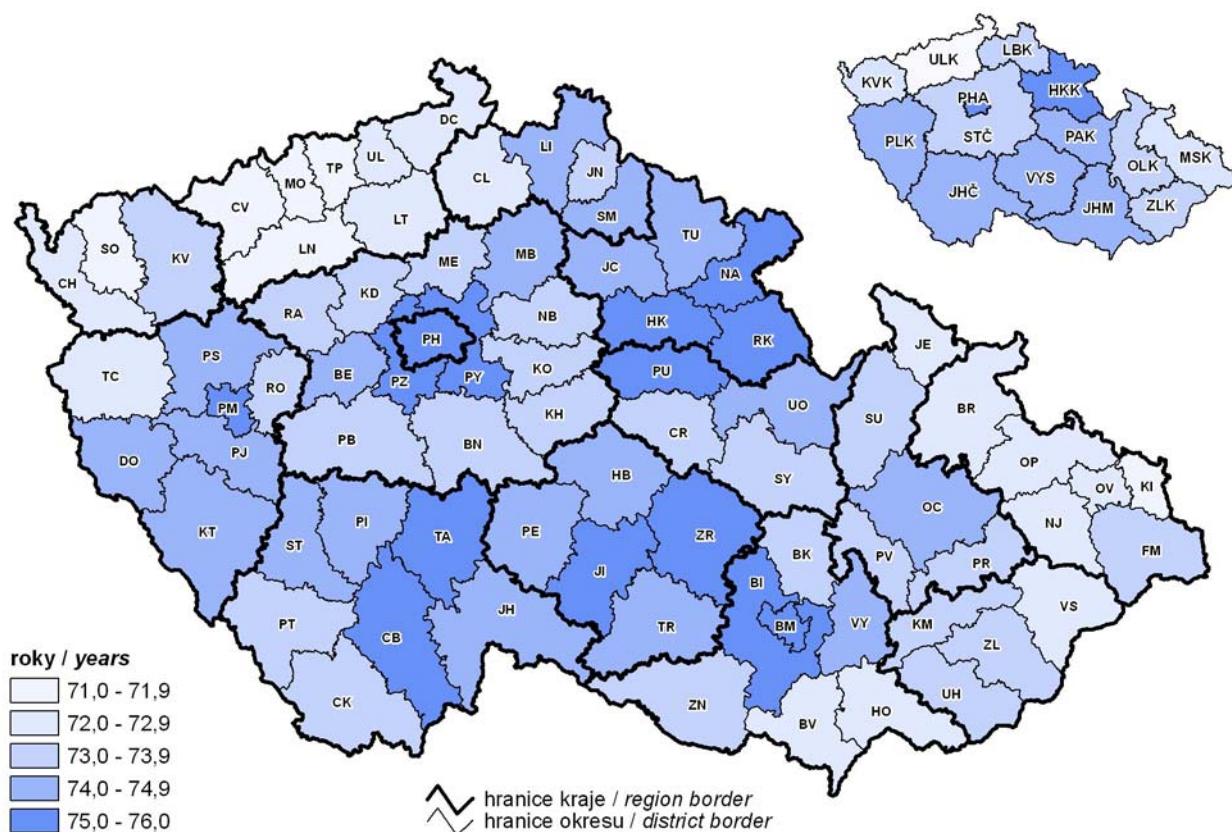 ULK
LBK
KVK
HKK
PHA
STČ
PAK
PLK
OLK
MSK
VYS
JHČ
JHM
ZLK
DC
LI
UL
TP
JN
MO
CL
CV
LT
SM
SO
KV
LN
TU
CH
ME
MB
JC
NA
KD
RA
NB
HK
PH
RK
JE
PS
TC
BE
PZ
PY
KO
PU
RO
PM
UO
SU
BR
KH
CR
PB
BN
PJ
DO
OP
HB
SY
OV
KI
OC
KT
ST
PI
TA
PE
ZR
NJ
BK
PV
PR
FM
JI
BI
VS
JH
TR
BM
VY
KM
PT
CB
ZL
UH
CK
ZN
BV
HO
roky / years
71,0 - 71,9
72,0 - 72,9
73,0 - 73,9
74,0 - 74,9
75,0 - 76,0
hranice kraje / region border
hranice okresu / district border